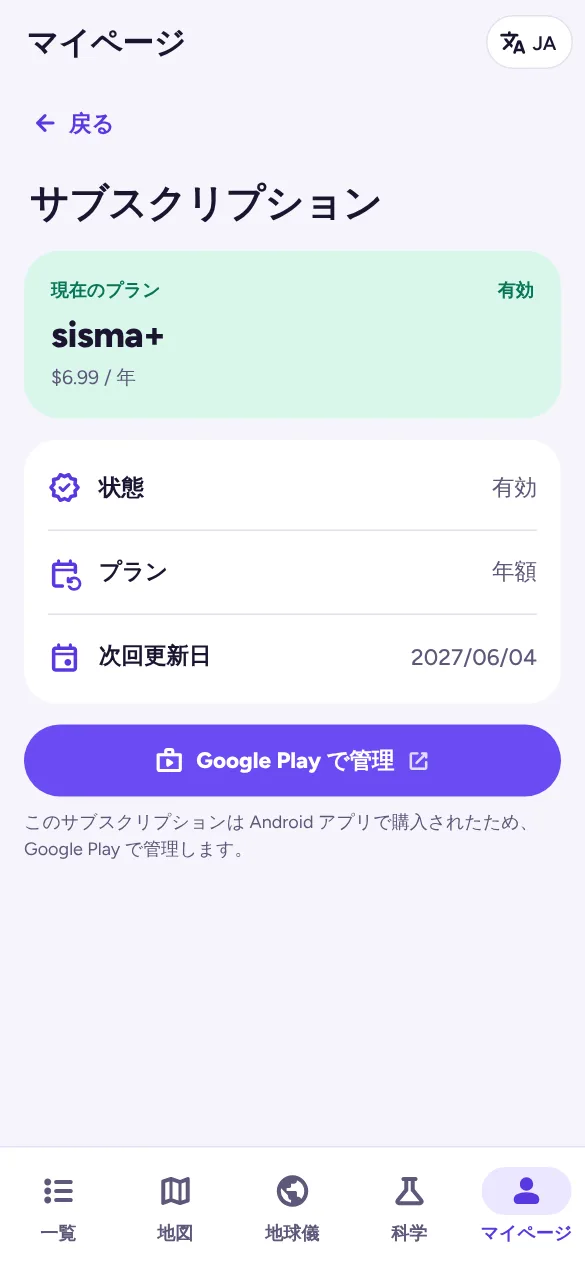 マイページ
JA
戻る
サブスクリプション
現在のプラン
有効
sisma+
$6.99 / 年
状態
有効
プラン
年額
次回更新日
2027/06/04
Google Play で管理
このサブスクリプションは Android アプリで購入されたため、
Google Play で管理します。
一覧
地図
地球儀
科学
マイページ